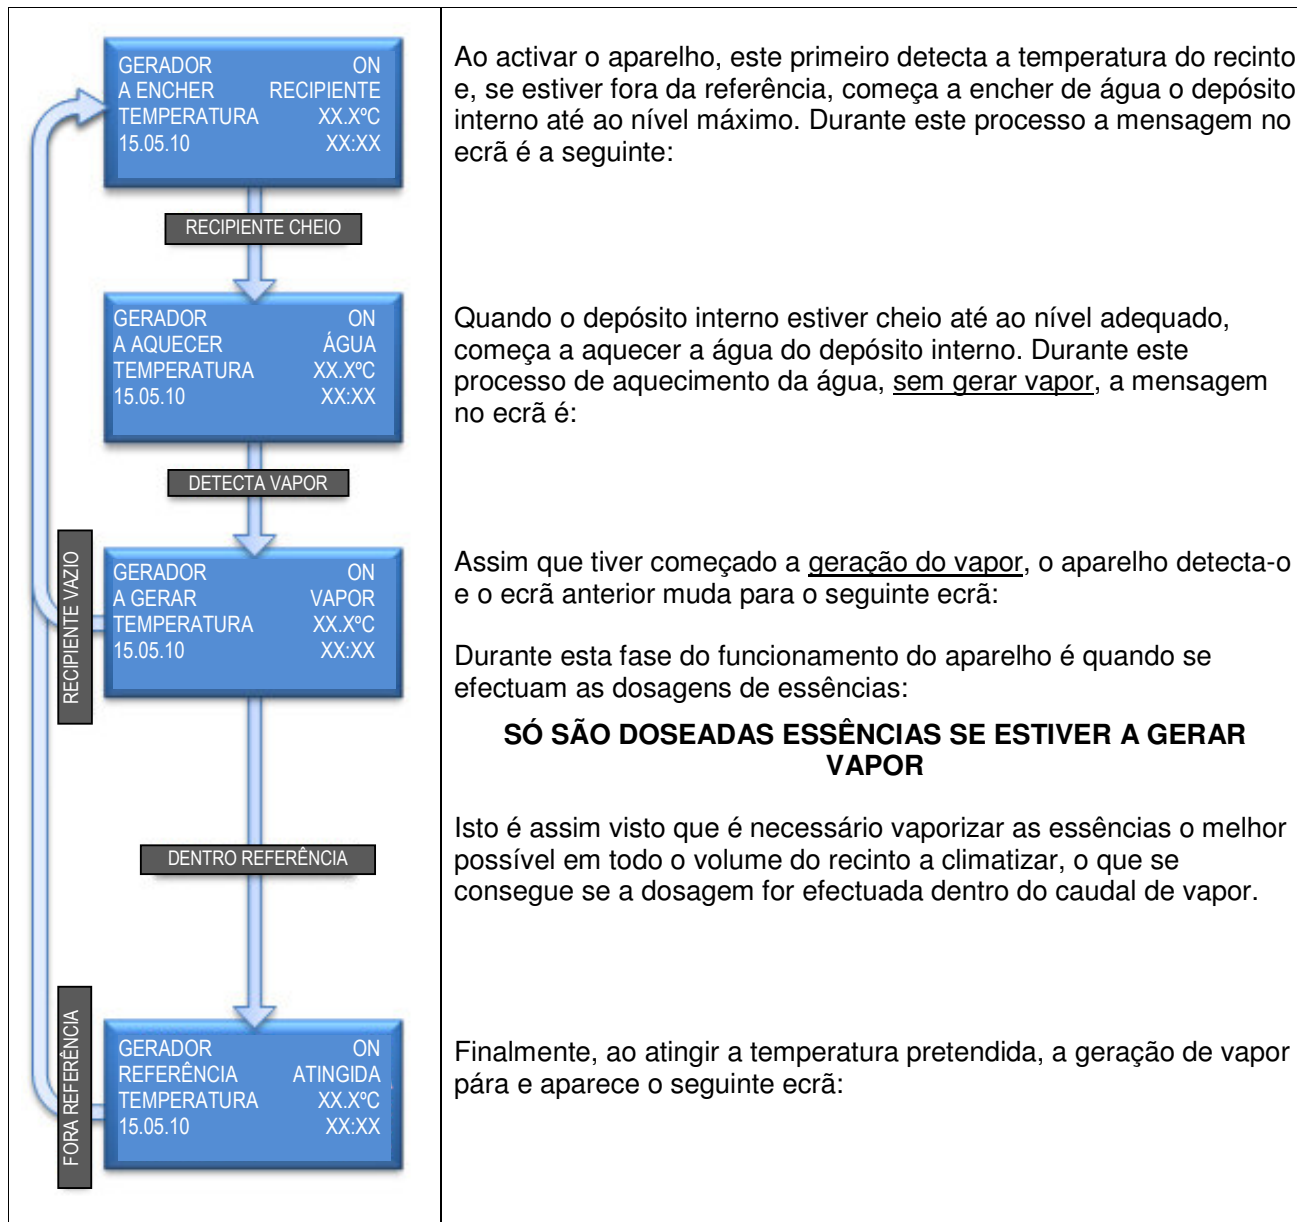 GERADOR ON
A ENCHER RECIPIENTE
TEMPERATURA XX.XºC
15.05.10 XX:XX
RECIPIENTE CHEIO
GERADOR ON
A AQUECER ÁGUA
TEMPERATURA XX.XºC
15.05.10 XX:XX
DETECTA VAPOR
RECIPIENTE VAZIO
GERADOR ON
A GERAR VAPOR
TEMPERATURA XX.XºC
15.05.10 XX:XX
DENTRO REFERÊNCIA
FORA REFERÊNCIA
GERADOR ON
REFERÊNCIA ATINGIDA
TEMPERATURA XX.XºC
15.05.10 XX:XX
Ao activar o aparelho, este primeiro detecta a temperatura do recinto
e, se estiver fora da referência, começa a encher de água o depósito
interno até ao nível máximo. Durante este processo a mensagem no
ecrã é a seguinte:
Quando o depósito interno estiver cheio até ao nível adequado,
começa a aquecer a água do depósito interno. Durante este
processo de aquecimento da água, sem gerar vapor, a mensagem
no ecrã é:
Assim que tiver começado a geração do vapor, o aparelho detecta-o
e o ecrã anterior muda para o seguinte ecrã:
Durante esta fase do funcionamento do aparelho é quando se
efectuam as dosagens de essências:
SÓ SÃO DOSEADAS ESSÊNCIAS SE ESTIVER A GERAR
VAPOR
Isto é assim visto que é necessário vaporizar as essências o melhor
possível em todo o volume do recinto a climatizar, o que se
consegue se a dosagem for efectuada dentro do caudal de vapor.
Finalmente, ao atingir a temperatura pretendida, a geração de vapor
pára e aparece o seguinte ecrã: